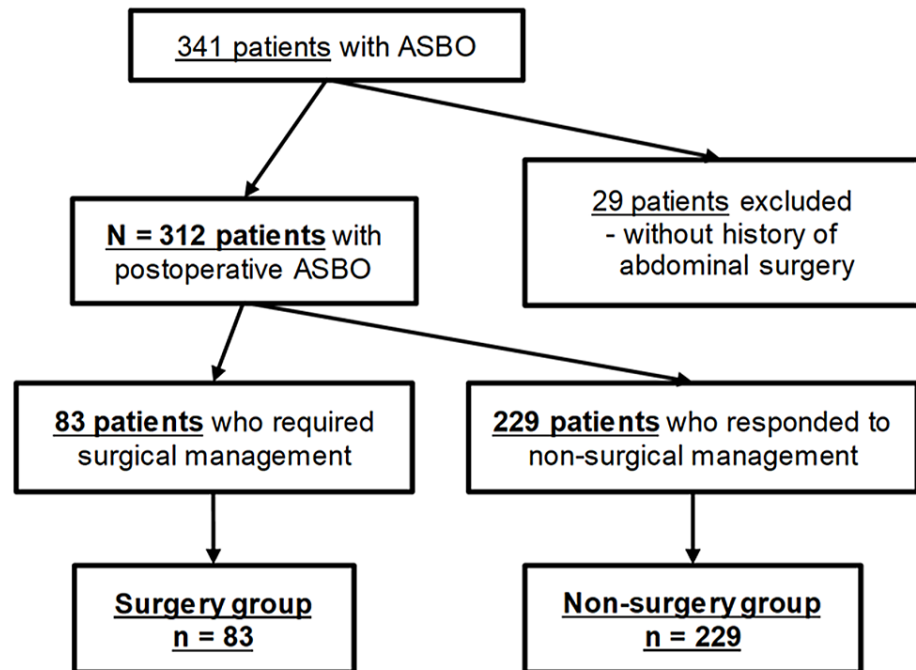 341 patients with ASBO
29 patients excluded
- without history of
abdominal surgery
N = 312 patients with
postoperative ASBO
83 patients who required
surgical management
229 patients who responded to
non-surgical management
Surgery group
n = 83
Non-surgery group
n = 229